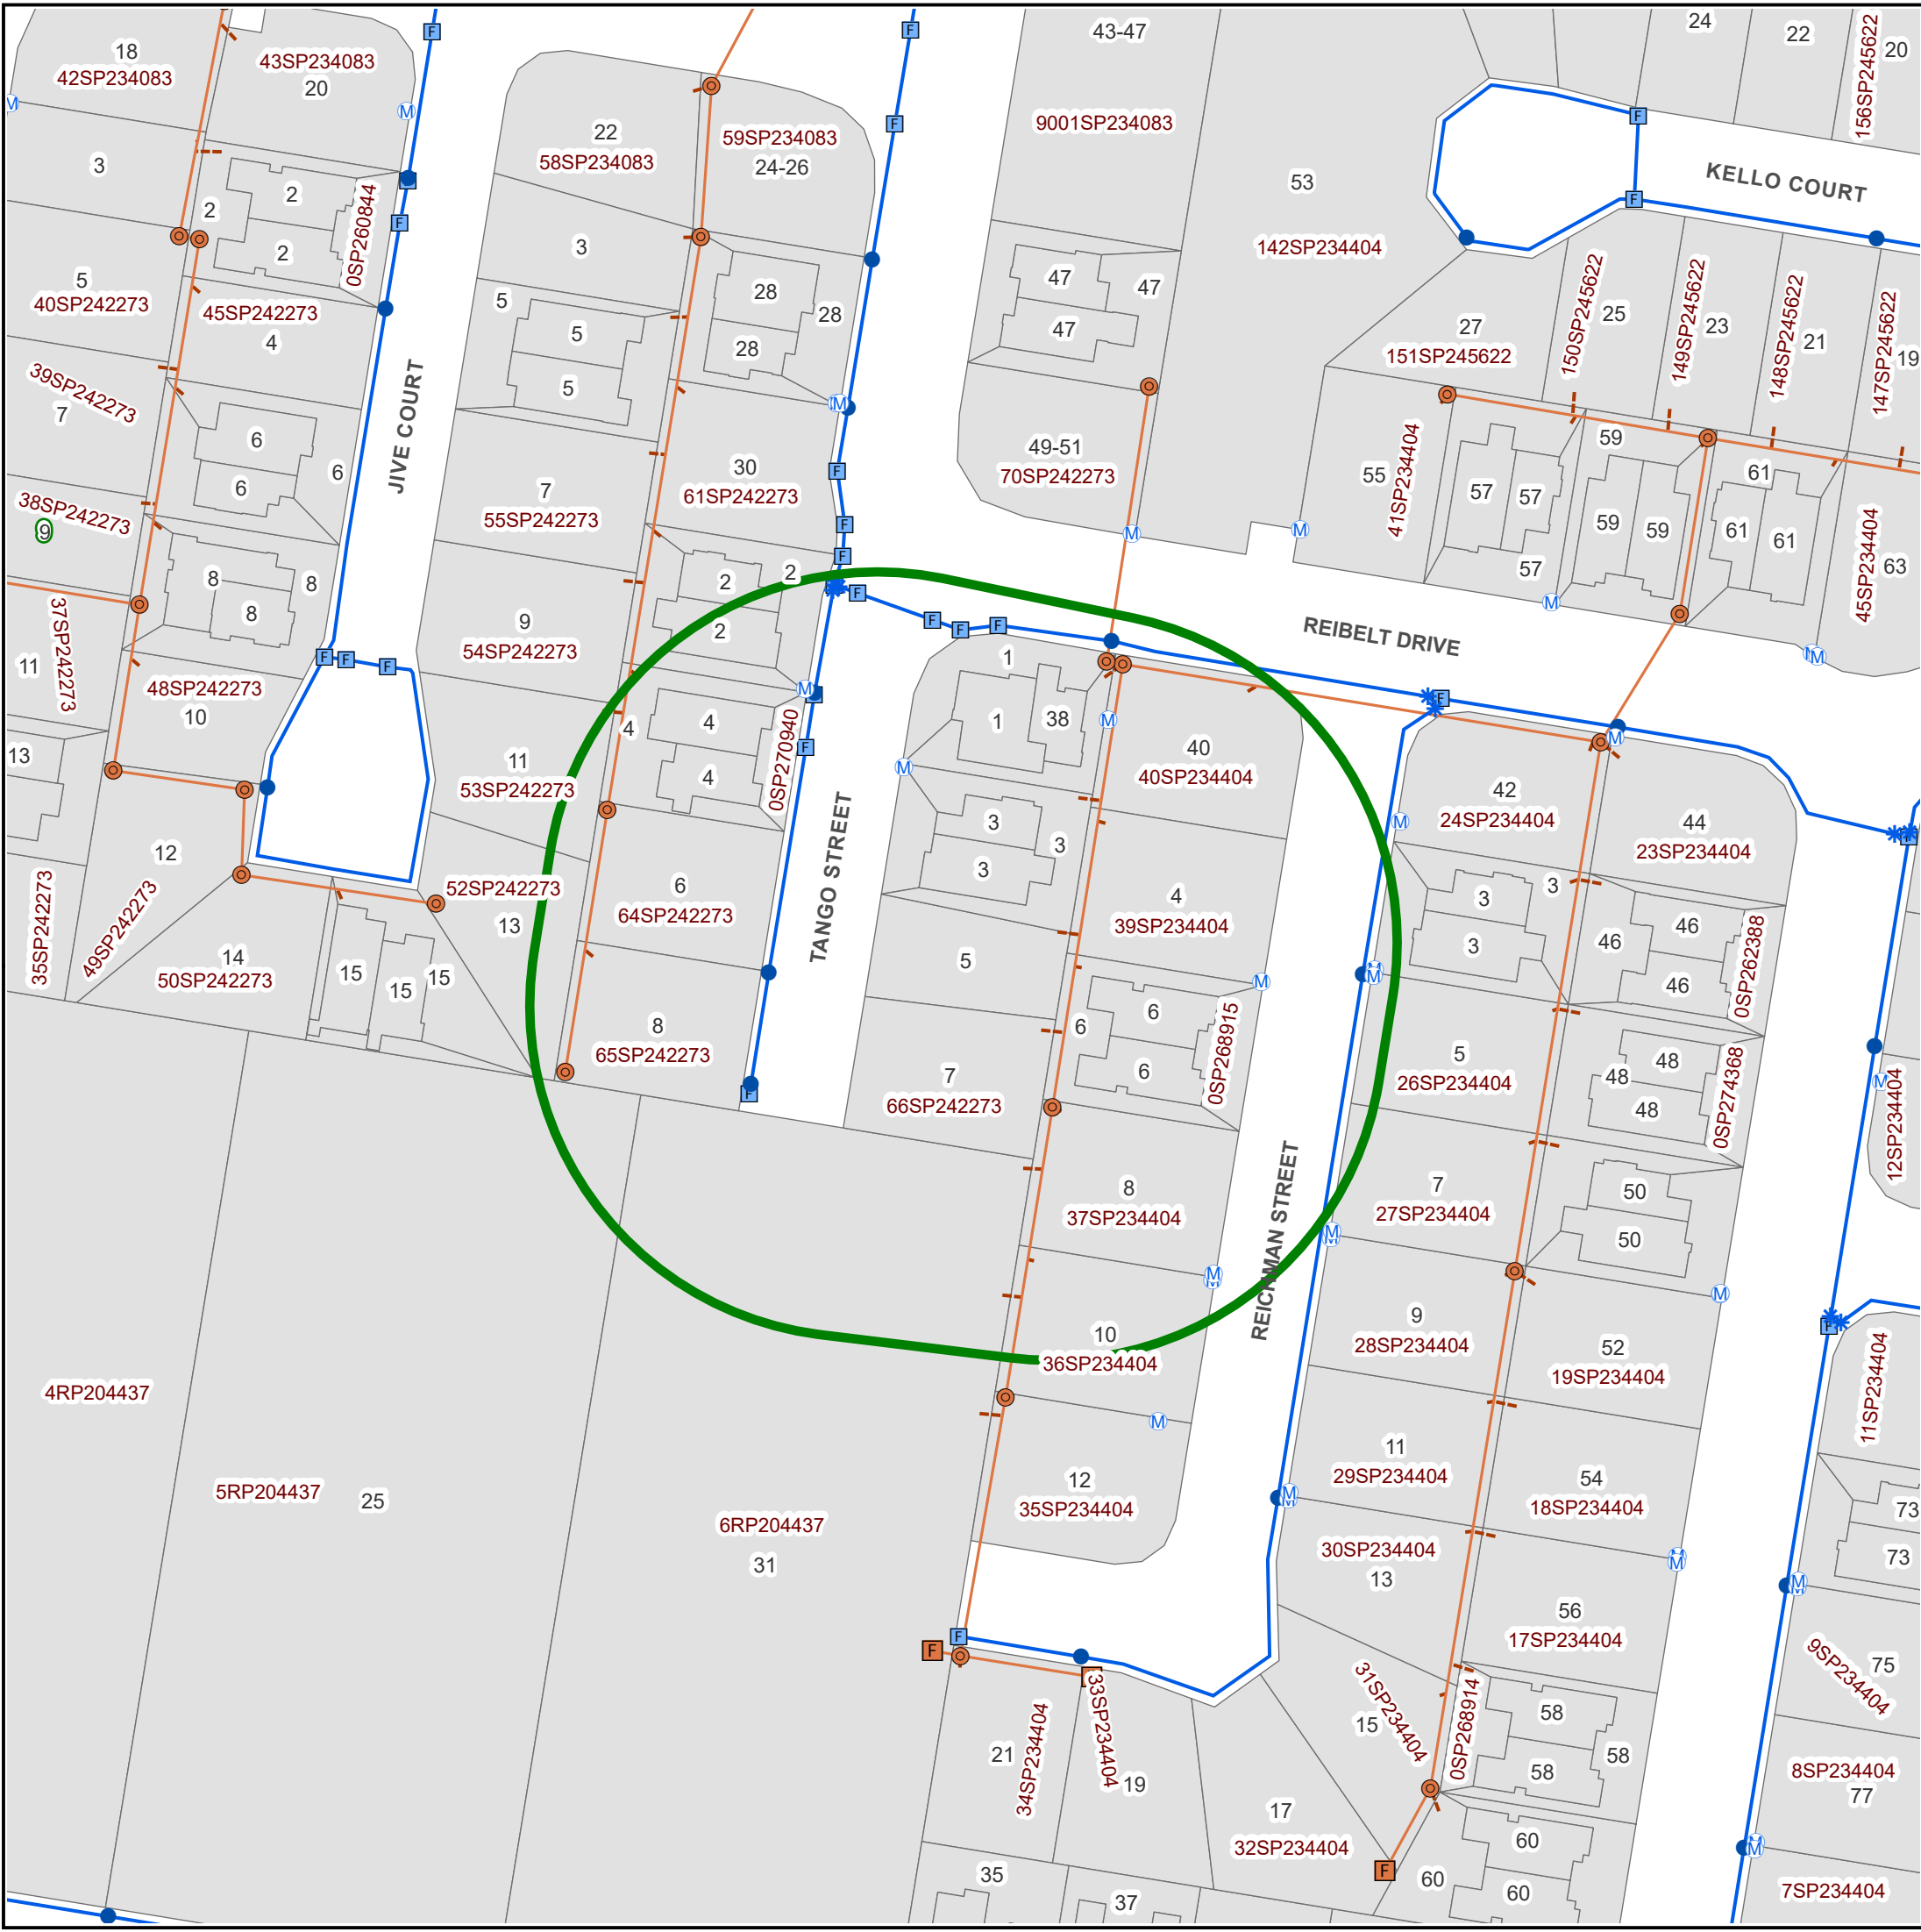 18
42SP234083
43SP234083
20
F
F
43-47
24
22
20
156SP245622
M
M
F
3
22
58SP234083
59SP234083
24-26
9001SP234083
53
F
KELLO COURT
2
2
2
0SP260844
F
F
3
142SP234404
5
40SP242273
45SP242273
4
5
5
5
28
28
28
47
47
47
27
151SP245622
150SP245622
25
149SP245622
23
148SP245622
21
147SP245622
19
39SP242273
7
6
6
6
JIVE COURT
M
30
61SP242273
F
49-51
70SP242273
55
41SP234404
57
57
57
59
59
59
61
61
61
45SP234404
63
38SP242273
9
7
55SP242273
F
F
M
M
M
M
8
8
8
37SP242273
11
9
54SP242273
2
2
2
F
F
F
F
REIBELT DRIVE
F
F
F
48SP242273
10
1
1
38
M
M
F
M
13
11
53SP242273
4
4
4
0SP270940
F
M
40
40SP234404
42
24SP234404
M
44
23SP234404
F
12
49SP242273
35SP242273
14
50SP242273
15
15
15
52SP242273
13
6
64SP242273
TANGO STREET
3
3
3
4
39SP234404
3
3
3
46
46
46
0SP262388
5
M
M
8
65SP242273
F
7
66SP242273
6
6
6
0SP268915
5
26SP234404
48
48
48
0SP274368
M
12SP234404
8
37SP234404
REICHMAN STREET
7
27SP234404
50
50
M
M
M
10
36SP234404
9
28SP234404
52
19SP234404
F
11SP234404
4RP204437
5RP204437
25
6RP204437
31
M
12
35SP234404
11
29SP234404
54
18SP234404
M
73
73
30SP234404
13
M
M
56
17SP234404
F
F
33SP234404
34SP234404
21
19
31SP234404
15
0SP268914
58
58
58
9SP234404
75
8SP234404
77
17
32SP234404
F
60
60
60
M
7SP234404
35
37